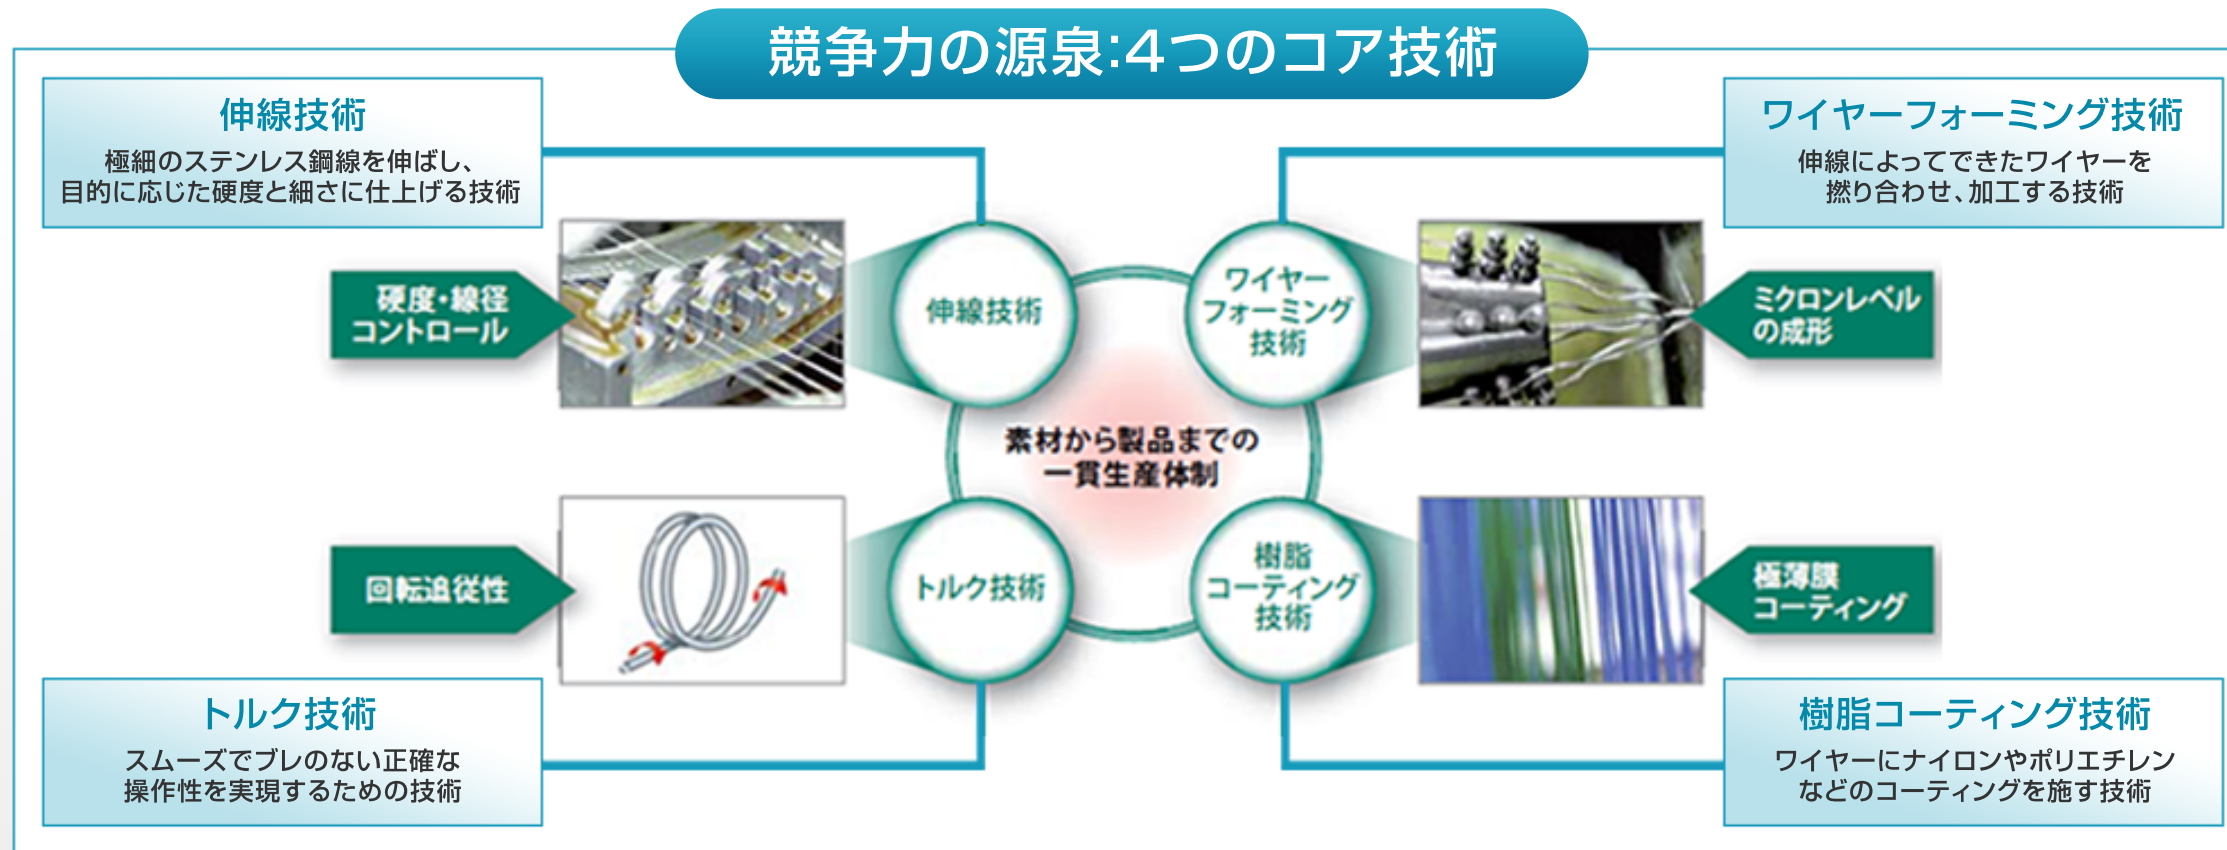 競争力の源泉:4つのコア技術
伸線技術
極細のステンレス鋼線を伸ばし、
目的に応じた硬度と細さに仕上げる技術
ワイヤーフォーミング技術
伸線によってできたワイヤーを
撚り合わせ、加工する技術
硬度・線径
コントロール
伸線技術
ワイヤー
フォーミング
技術
ミクロンレベル
の成形
素材から製品までの
一貫生産体制
回転追従性
トルク技術
樹脂
コーティング
技術
極薄膜
コーティング
トルク技術
スムーズでブレのない正確な
操作性を実現するための技術
樹脂コーティング技術
ワイヤーにナイロンやポリエチレン
などのコーティングを施す技術